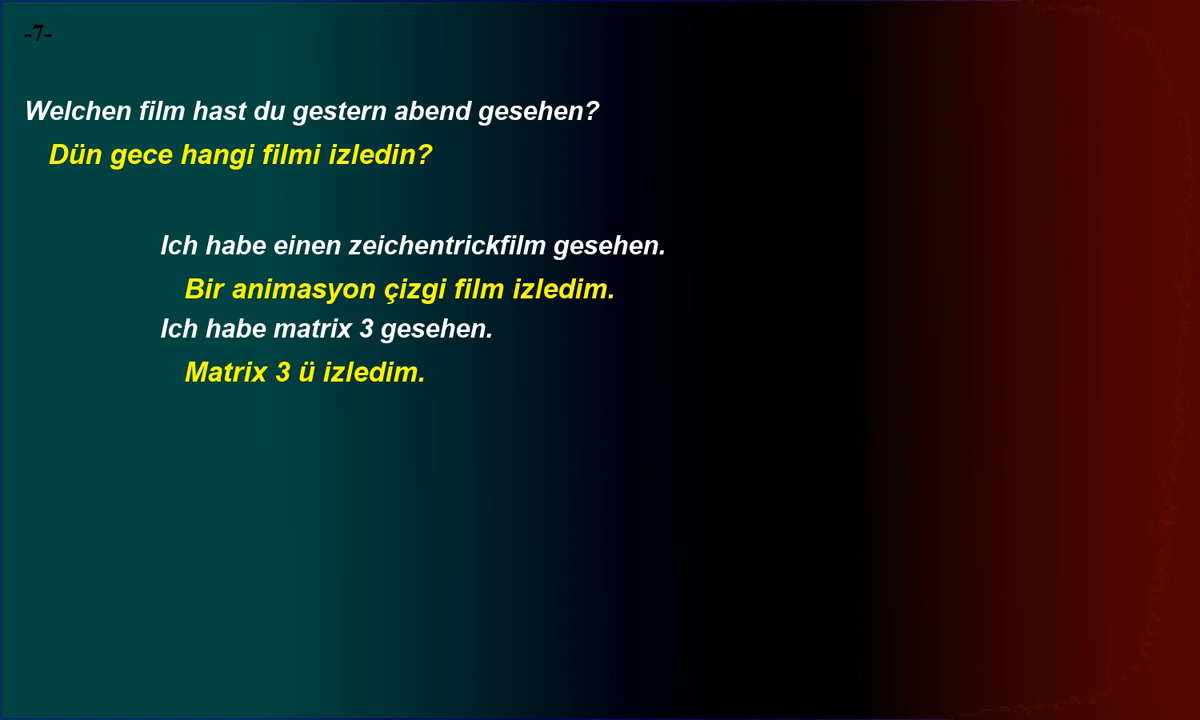 -7-
Welchen film hast du gestern abend gesehen?
Dün gece hangi filmi izledin?
Ich habe einen zeichentrickfilm gesehen.
Bir animasyon çizgi film izledim.
Ich habe matrix 3 gesehen.
Matrix 3 ü izledim.